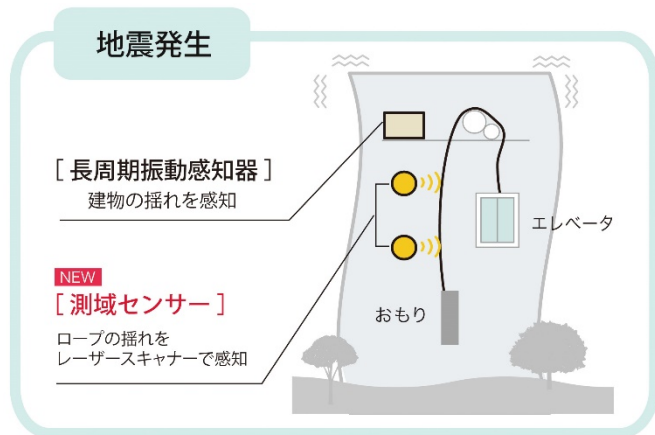 地震発生
[ 長周期振動感知器 ]
建物の揺れを感知
NEW
[ 測域センサー ]
ロープの揺れを
レーザースキャナーで感知
エレベータ
おもり